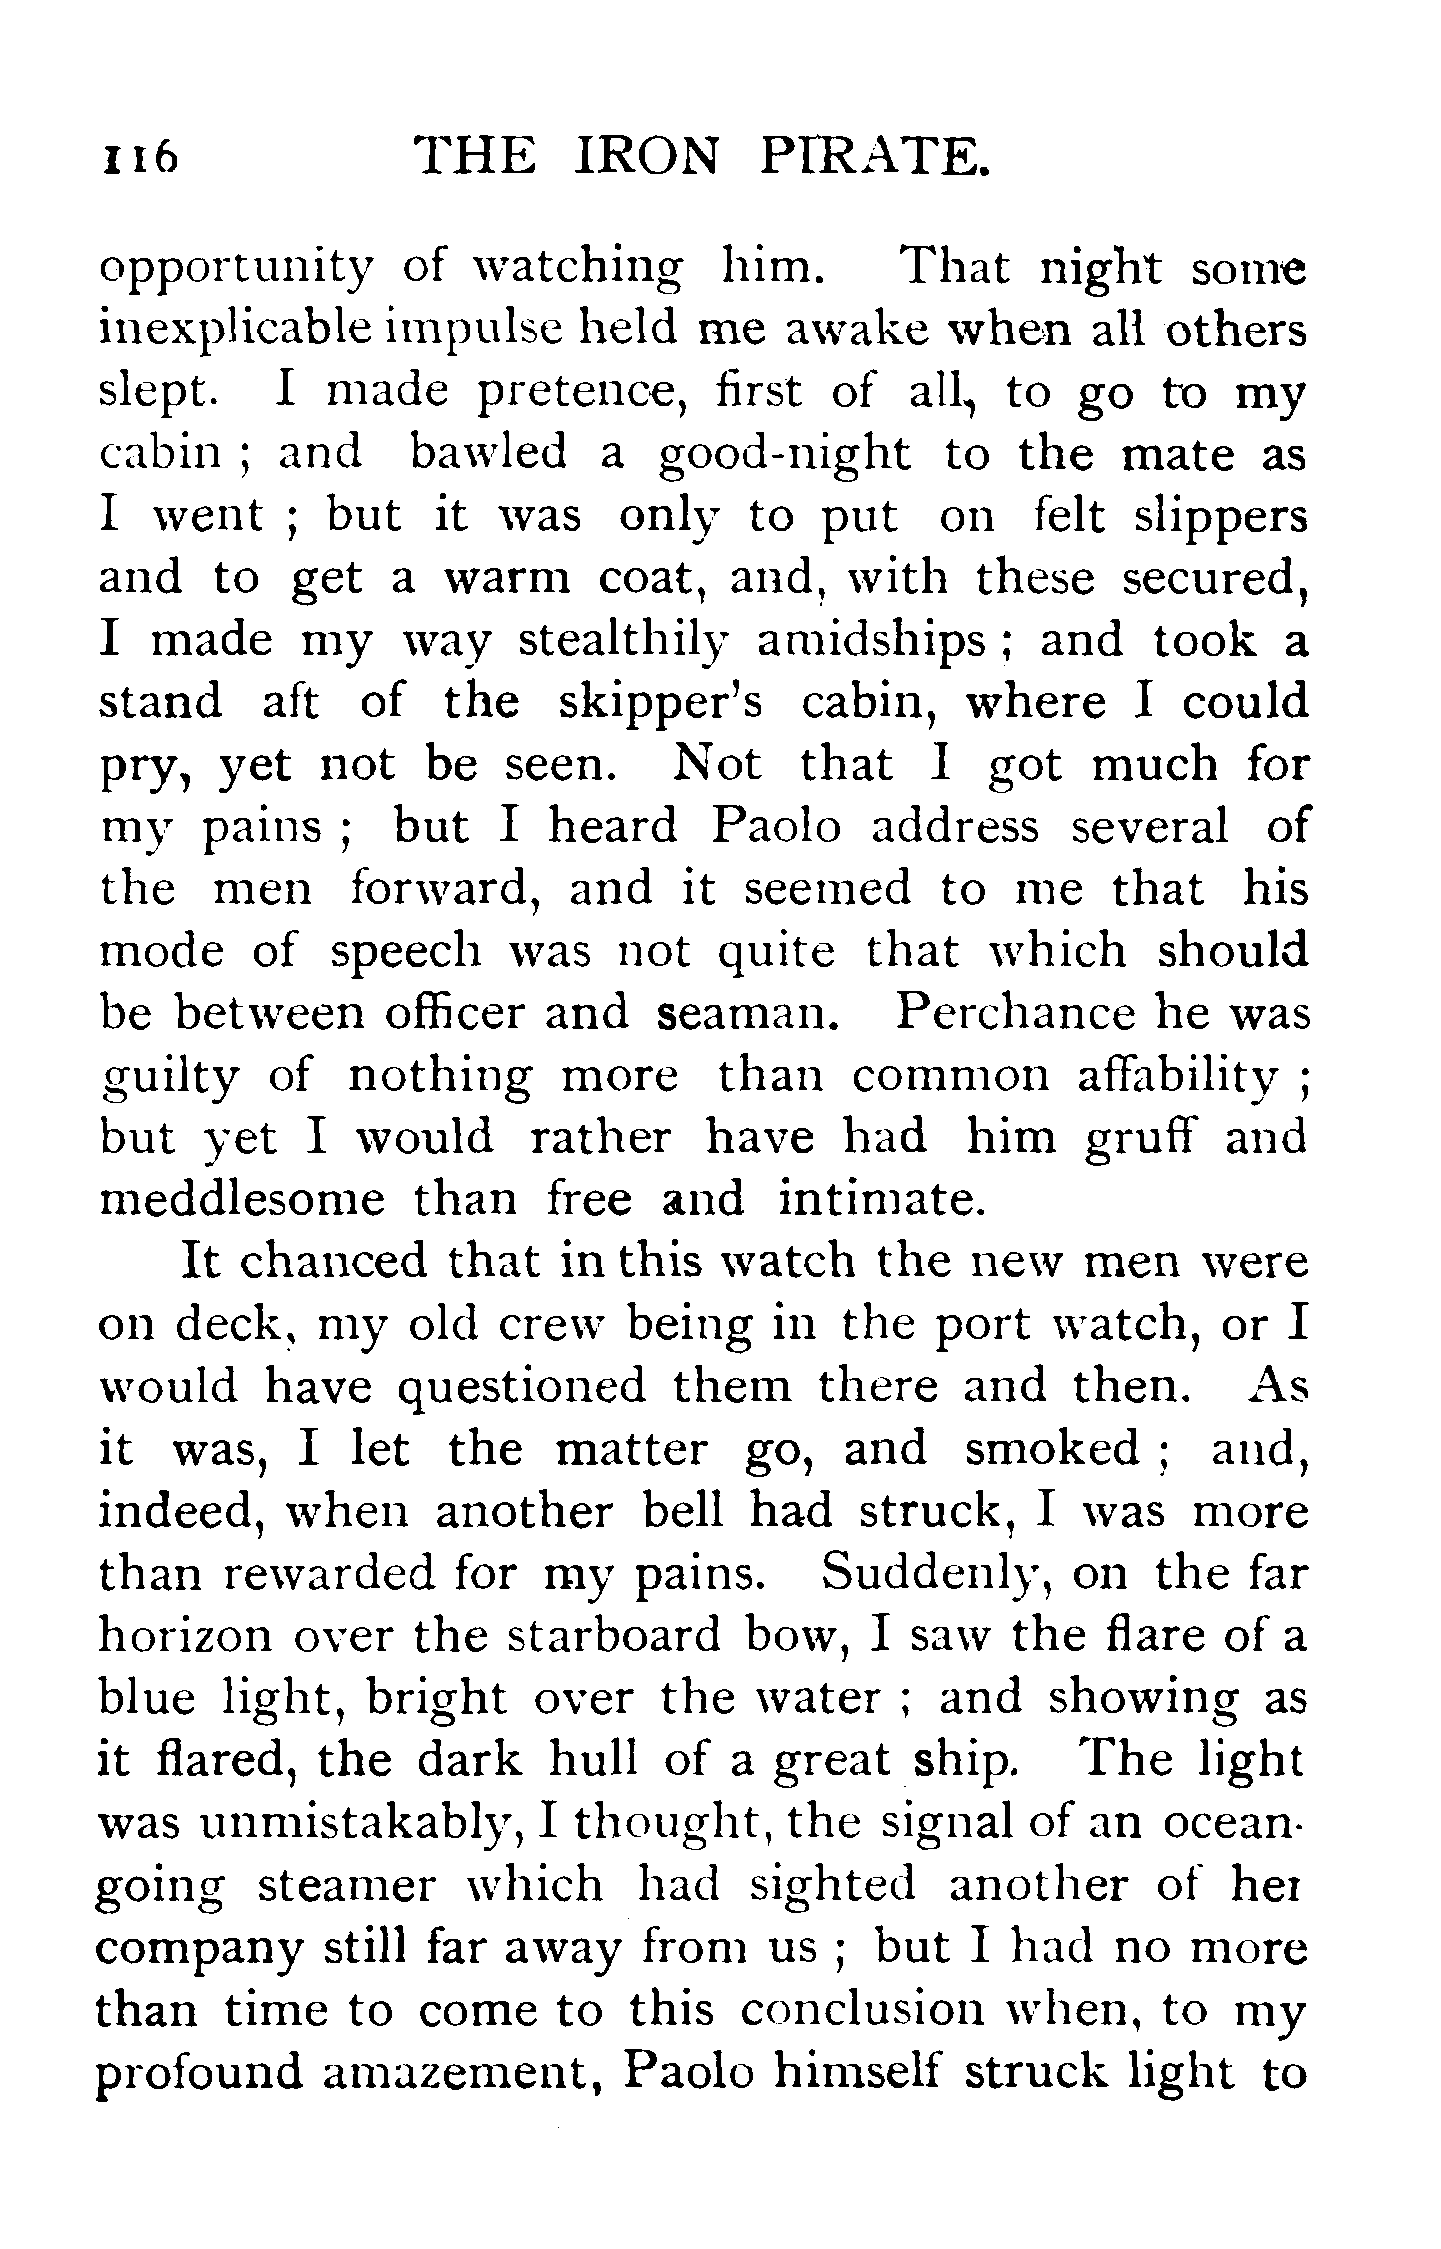 116 THE IRON PIRATE.
opportunity of watching him. That night some
inexplicable impulse held me awake when all others
slept. I made pretence, first of all, to go to my
cabin ; and bawled a good-night to the mate as
I went ; but it was only to put on felt slippers
and to get a warm coat, and, with these secured,
I made my way stealthily amidships ; and took a
stand aft of the skipper's cabin, where I could
pry, yet not be seen. Not that I got much for
my pains ; but I heard Paolo address several of
the men forward, and it seemed to me that his
mode of speech was not quite that which should
be between officer and seaman. Perchance he was
guilty of nothing more than common affability ;
but yet I would rather have had him gruff and
meddlesome than free and intimate.
It chanced that in this watch the new men were
on deck, my old crew being in the port watch, or I
would have questioned them there and then. As
it was, I let the matter go, and smoked ; and,
indeed, when another bell had struck, I was more
than rewarded for my pains. Suddenly, on the far
horizon over the starboard bow, I saw the flare of a
blue light, bright over the water ; and showing as
it flared, the dark hull of a great ship. The light
was unmistakably, I thought, the signal of an ocean-
going steamer which had sighted another of her
company still far away from us ; but I had no more
than time to come to this conclusion when, to my
profound amazement, Paolo himself struck light to